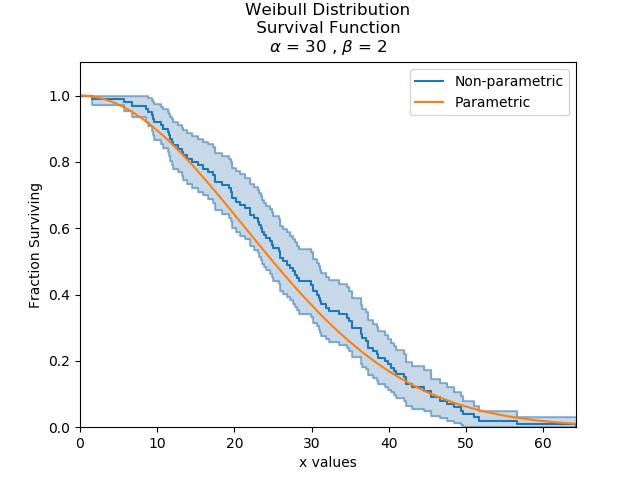 Weibull Distribution
Survival Function
α = 30 , β = 2
Non-parametric
Parametric
Fraction Surviving
1.0
0.8
0.6
0.4
0.2
0.0
0 10 20 30 40 50 60
x values